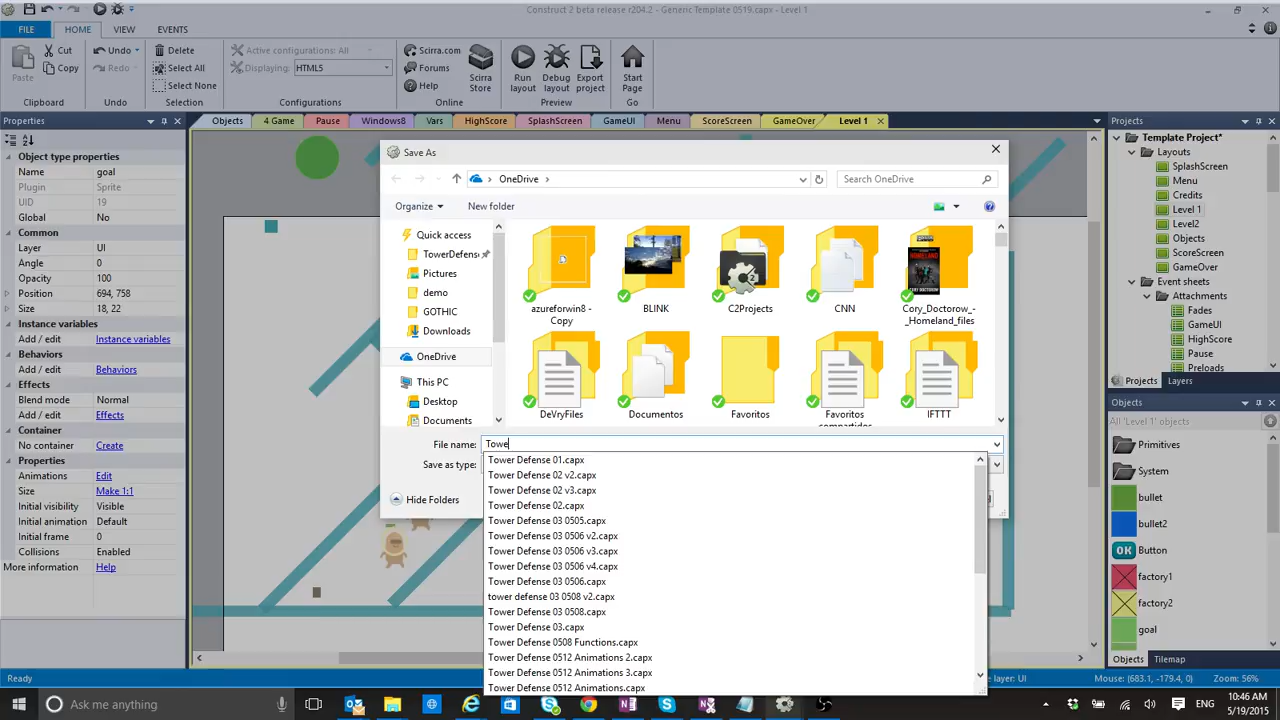 Construct 2 beta release r204.2 - Generic Template 0519.capx - Level 1
FILE HOME VIEW EVENTS
Paste
Cut
Copy
Clipboard
Undo
Redo
Undo
Delete
Select All
Select None
Selection
Active configurations: All
Displaying: HTML5
Configurations
Scirra.com
Forums
Help
Scirra Store
Online
Run layout
Debug layout
Export project
Preview
Start Page
Go
Properties
Objects 4 Game Pause Windows8 Vars HighScore SplashScreen GameUI Menu ScoreScreen GameOver Level 1
Projects
Object type properties
Name goal
Plugin Sprite
UID 19
Global No
Common
Layer UI
Angle 0
Opacity 100
Position 694, 758
Size 18, 22
Instance variables
Add / edit Instance variables
Behaviors
Add / edit Behaviors
Effects
Blend mode Normal
Add / edit Effects
Container
No container Create
Properties
Animations Edit
Size Make 1:1
Initial visibility Visible
Initial animation Default
Initial frame 0
Collisions Enabled
More information Help
Save As
OneDrive
Search OneDrive
Organize New folder
Quick access
TowerDefens
Pictures
demo
GOTHIC
Downloads
OneDrive
This PC
Desktop
Documents
azureforwin8 - Copy
BLINK
C2Projects
CNN
Cory_Doctorow_-_Homeland_files
DeVryFiles
Documentos
Favoritos
Favoritos compartidos
IFTTT
File name: Towe
Save as type:
Hide Folders
Tower Defense 01.capx
Tower Defense 02 v2.capx
Tower Defense 02 v3.capx
Tower Defense 02.capx
Tower Defense 03 0505.capx
Tower Defense 03 0506 v2.capx
Tower Defense 03 0506 v3.capx
Tower Defense 03 0506 v4.capx
Tower Defense 03 0506.capx
tower defense 03 0508 v2.capx
Tower Defense 03 0508.capx
Tower Defense 03.capx
Tower Defense 0508 Functions.capx
Tower Defense 0512 Animations 2.capx
Tower Defense 0512 Animations 3.capx
Tower Defense 0512 Animations.capx
Template Project*
Layouts
SplashScreen
Menu
Credits
Level 1
Level2
Objects
ScoreScreen
GameOver
Event sheets
Attachments
Fades
GameUI
HighScore
Pause
Preloads
Projects Layers
Objects
All 'Level 1' objects
Primitives
System
bullet
bullet2
OK Button
factory1
factory2
goal
Objects Tilemap
Ready
e layer: UI Mouse: (683.1, -179.4, 0) Zoom: 56%
Ask me anything
ENG
10:46 AM
5/19/2015